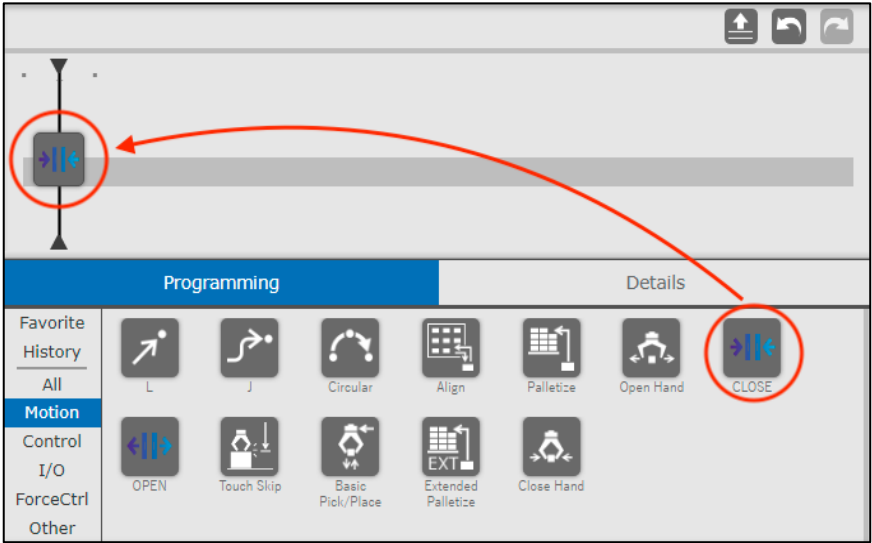 Programming
Details
Favorite
History
All
Motion
Control
I/O
ForceCtrl
Other
L
J
Circular
Align
Palletize
Open Hand
CLOSE
OPEN
Touch Skip
Basic
Pick/Place
EXT
Extended
Palletize
Close Hand